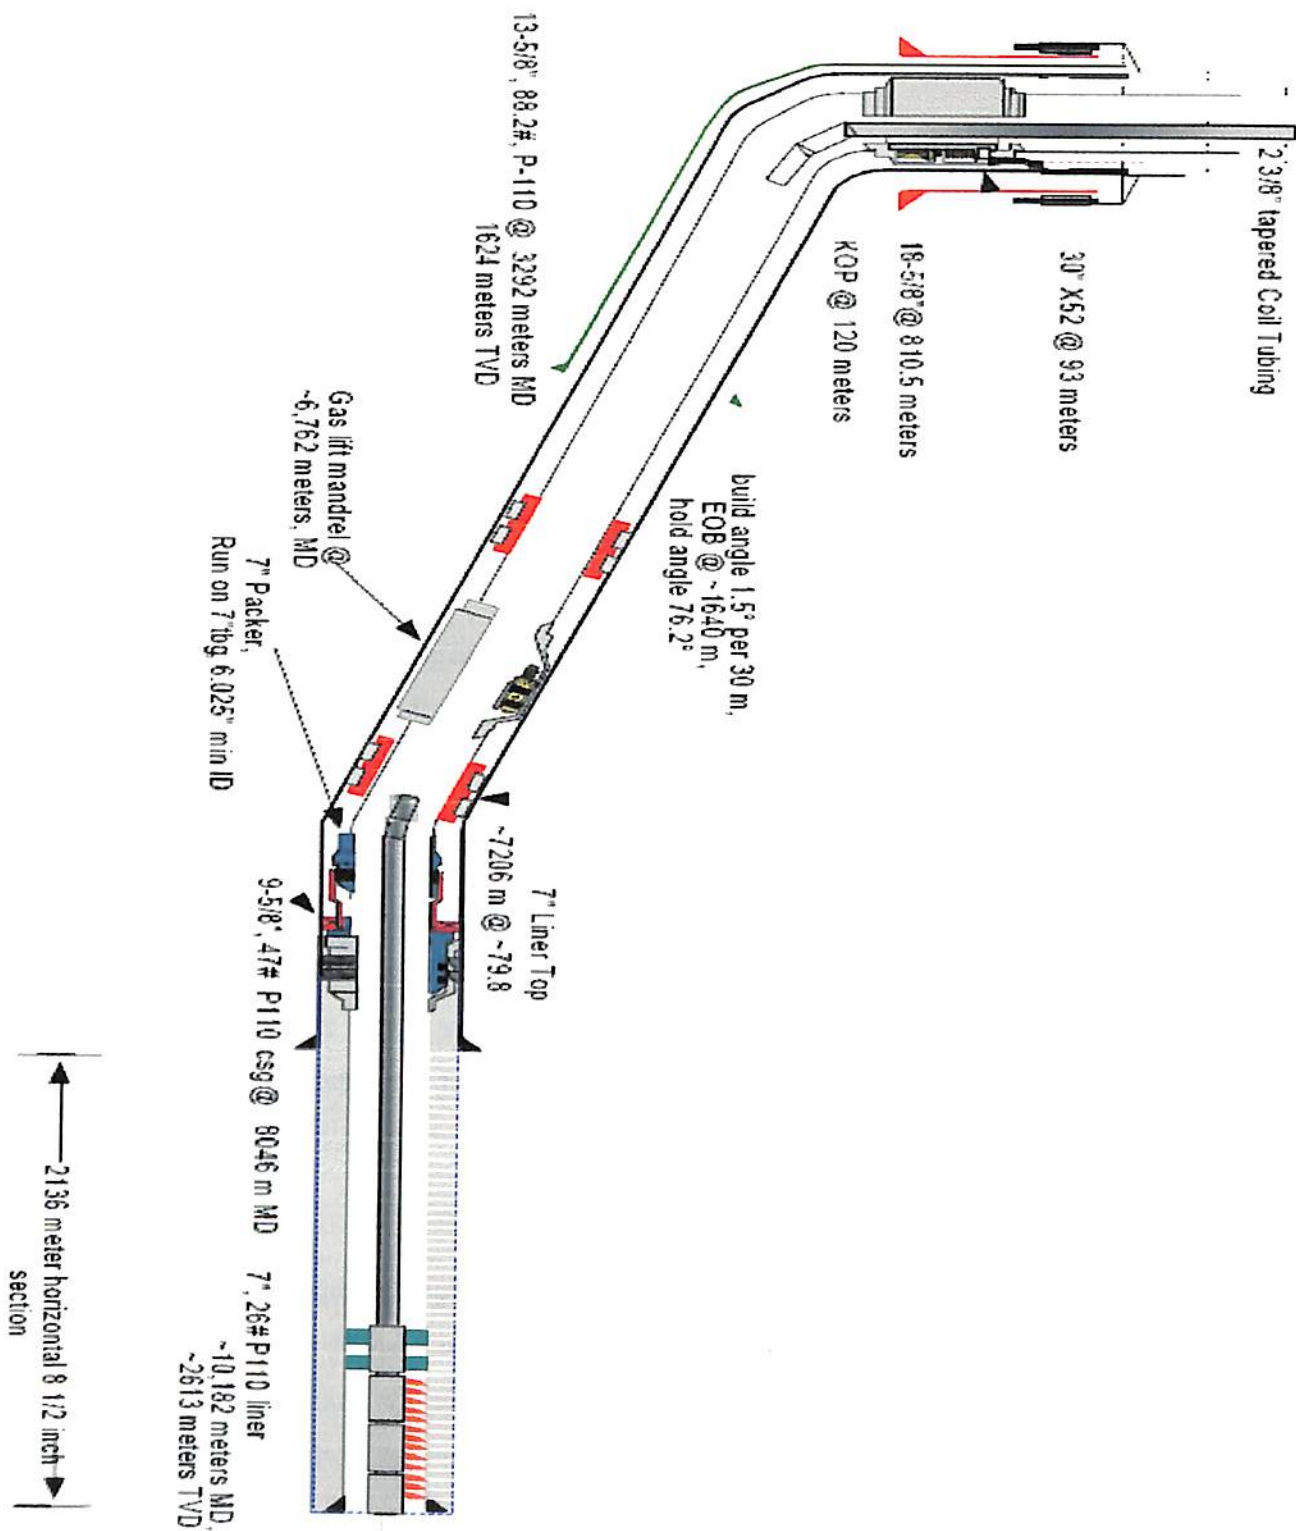 2 3/8" tapered Coil Tubing
30" X52 @ 93 meters
18-5/8" @ 810.5 meters
KOP @ 120 meters
build angle 1.5° per 30 m,
EOB @ ~1640 m,
hold angle 76.2°
13-5/8", 88.2#, P-110 @ 3292 meters MD
1624 meters TVD
Gas lift mandrel @
~6,762 meters, MD
7" Packer,
Run on 7" tbg, 6.025" min ID
7" Liner Top
~7206 m @ ~79.8
9-5/8", 47# P110 csg @ 8046 m MD
7", 26# P110 liner
~10,182 meters MD,
~2613 meters TVD
2136 meter horizontal 8 1/2 inch
section